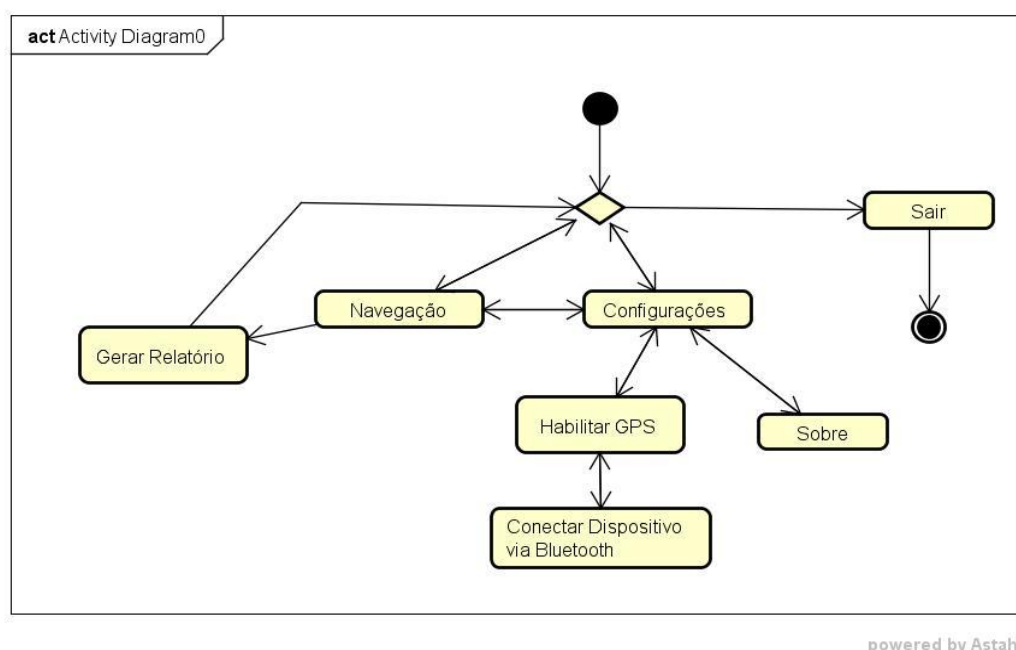 act Activity Diagram0
Sair
Navegação
Configurações
Gerar Relatório
Habilitar GPS
Sobre
Conectar Dispositivo
via Bluetooth
powered by Astah